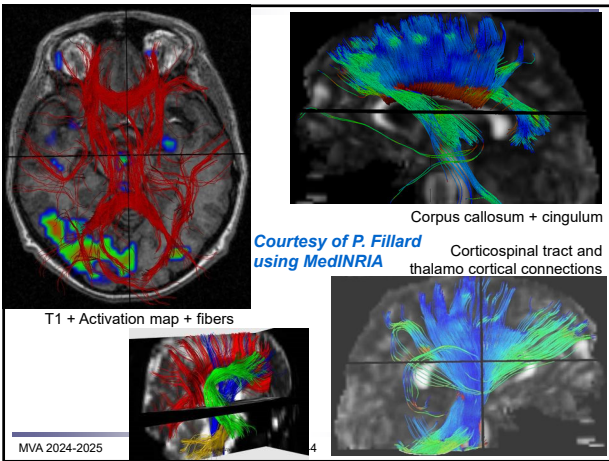 Corpus callosum + cingulum
Courtesy of P. Fillard
using MedINRIA
Corticospinal tract and
thalamo cortical connections
T1 + Activation map + fibers
MVA 2024-2025
4